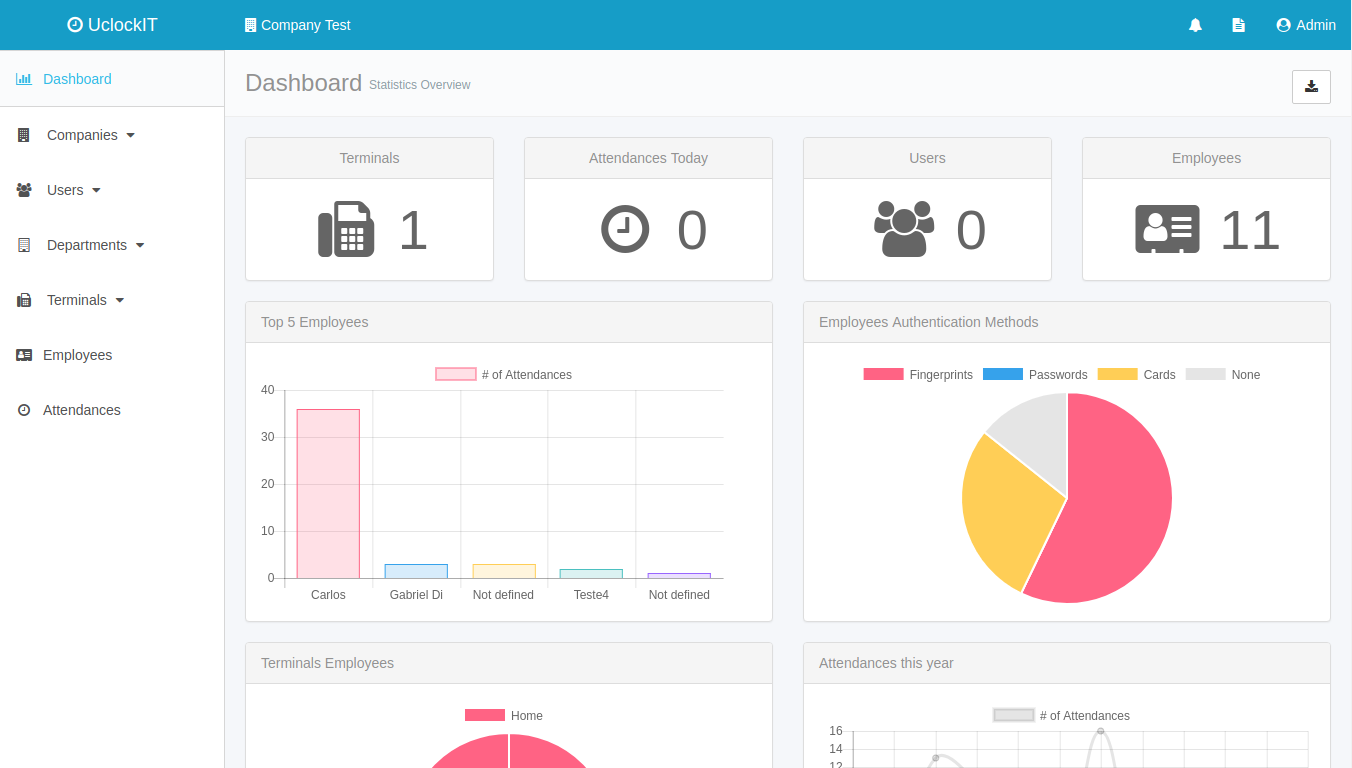 UclockIT
Company Test
Admin
Dashboard
Companies
Users
Departments
Terminals
Employees
Attendances
Dashboard Statistics Overview
Terminals
1
Attendances Today
0
Users
0
Employees
11
Top 5 Employees
# of Attendances
40
30
20
10
0
Carlos Gabriel Di Not defined Teste4 Not defined
Employees Authentication Methods
Fingerprints Passwords Cards None
Terminals Employees
Home
Attendances this year
# of Attendances
16
14
12